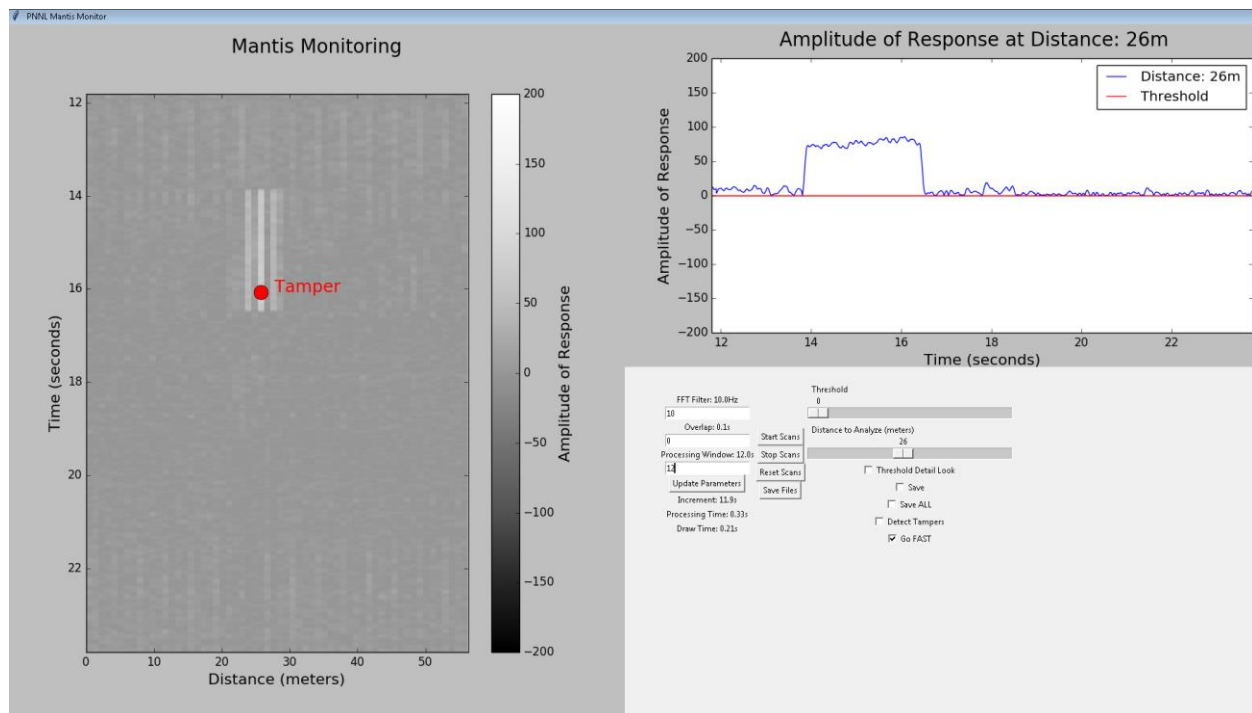 PNNL Mantis Monitor
Mantis Monitoring
12
14
16
18
20
22
Time (seconds)
0 10 20 30 40 50
Distance (meters)
Tamper
200
150
100
50
0
−50
−100
−150
−200
Amplitude of Response
Amplitude of Response at Distance: 26m
200
150
100
50
0
−50
−100
−150
−200
Amplitude of Response
Distance: 26m
Threshold
12 14 16 18 20 22
Time (seconds)
FFT Filter: 10.0Hz
10
Overlap: 0.1s
0
Processing Window: 12.0s
12
Update Parameters
Increment: 11.9s
Processing Time: 0.33s
Draw Time: 0.21s
Start Scans
Stop Scans
Reset Scans
Save Files
Threshold
0
Distance to Analyze (meters)
26
Threshold Detail Look
Save
Save ALL
Detect Tampers
Go FAST